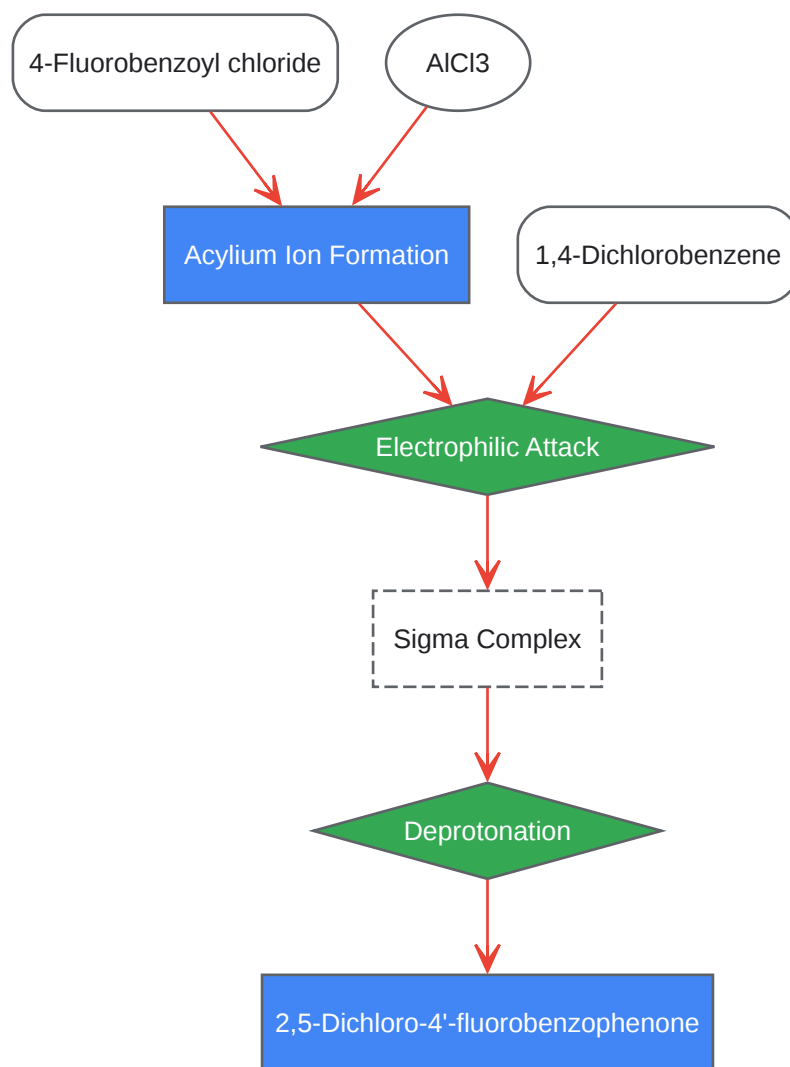 4-Fluorobenzoyl chloride
AlCl3
Acylium Ion Formation
1,4-Dichlorobenzene
Electrophilic Attack
Sigma Complex
Deprotonation
2,5-Dichloro-4'-fluorobenzophenone